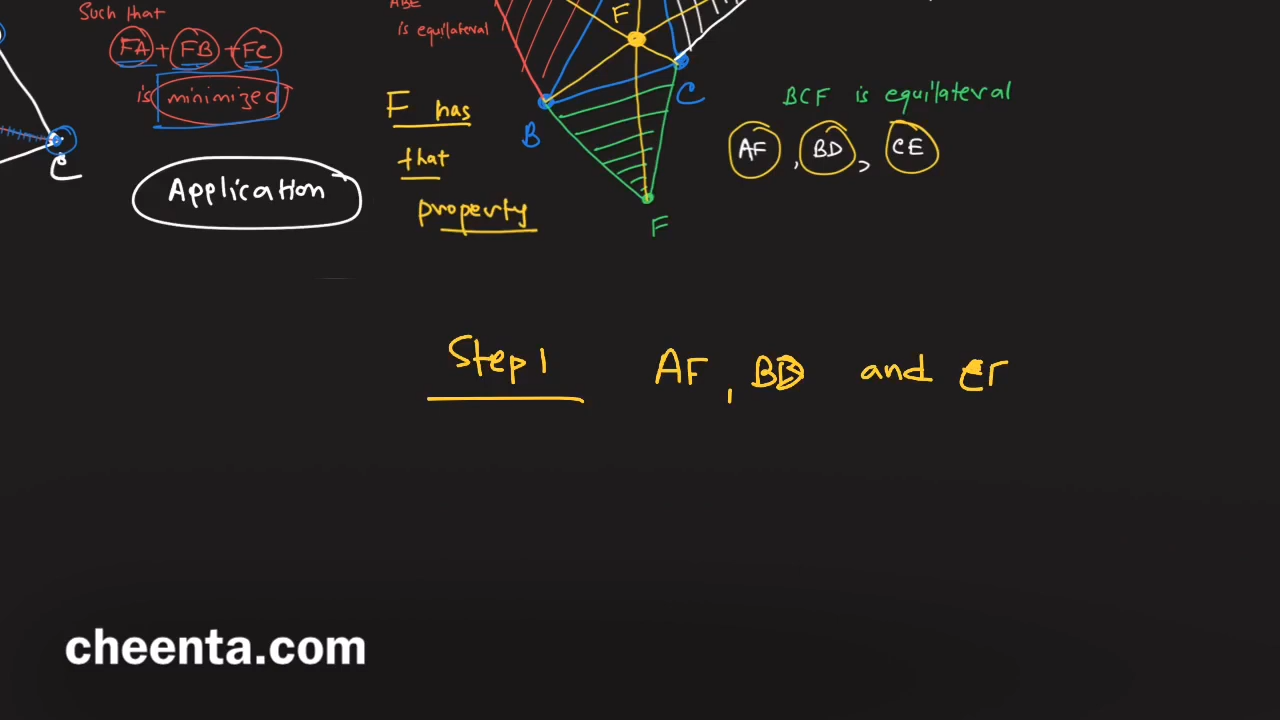 Such that
FA + FB + FC
is minimized
C
Application
ABE
is equilateral
F has
that
property
F
B
C
F
BCF is equilateral
AF, BD, CE
Step 1 AF, BD and
cheenta.com